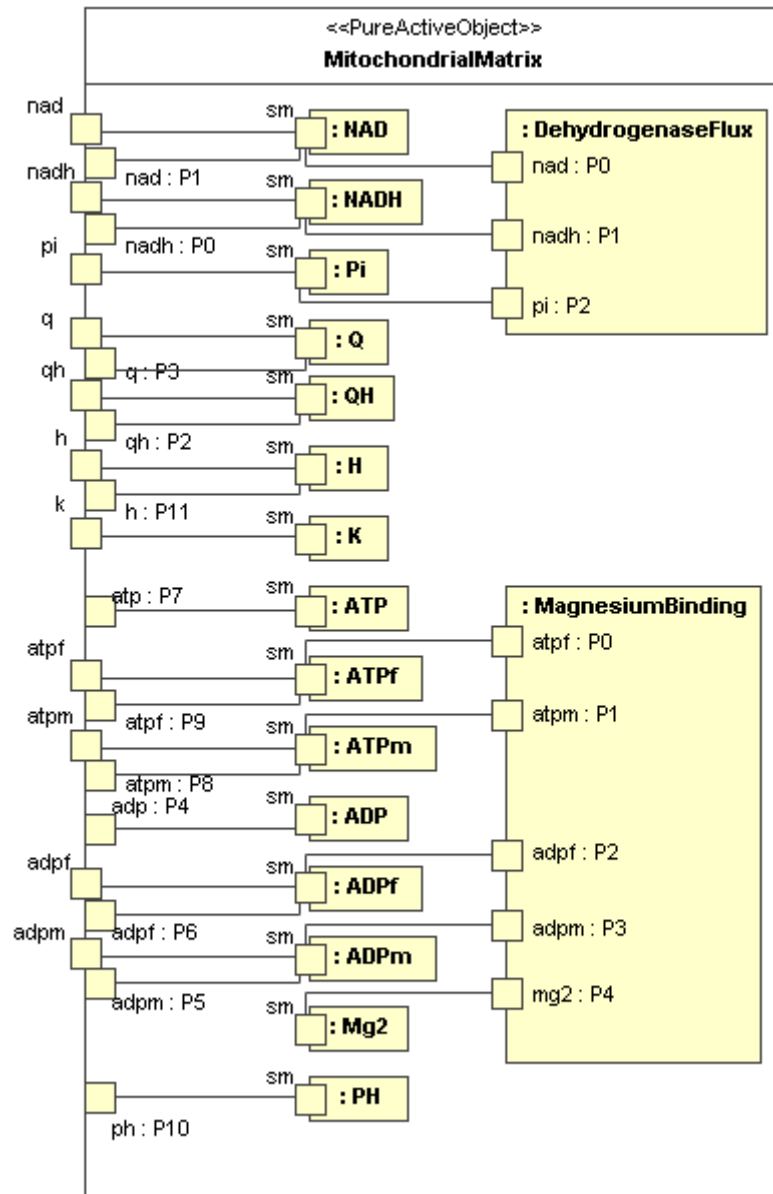 <<PureActiveObject>>
MitochondrialMatrix
nad
sm
: NAD
: DehydrogenaseFlux
nad : P0
nadh
nad : P1
sm
: NADH
nadh : P1
pi
nadh : P0
sm
: Pi
pi : P2
q
sm
: Q
qh
q : P3
sm
: QH
h
qh : P2
sm
: H
k
h : P11
sm
: K
atp : P7
sm
: ATP
: MagnesiumBinding
atpf : P0
atpf
sm
: ATPf
atpm
atpf : P9
sm
: ATPm
atpm : P1
atpm : P8
adp : P4
sm
: ADP
adpf
sm
: ADPf
adpf : P2
adpm
adpf : P6
sm
: ADPm
adpm : P3
adpm : P5
sm
: Mg2
mg2 : P4
sm
: PH
ph : P10